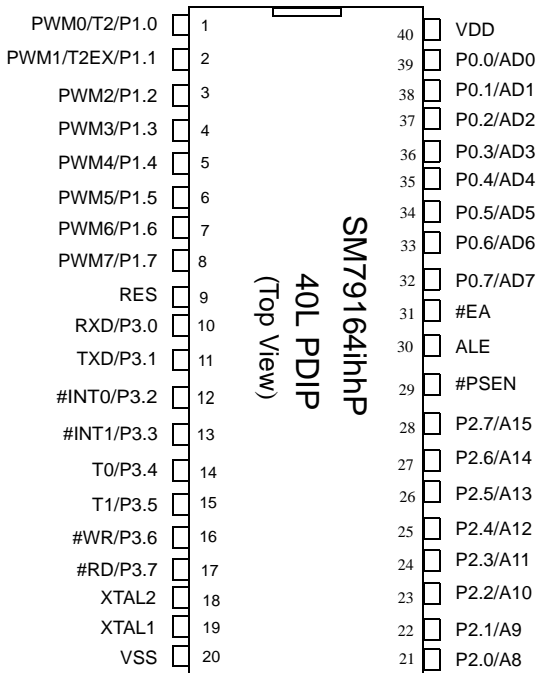 PWM0/T2/P1.0 1 40 VDD
PWM1/T2EX/P1.1 2 39 P0.0/AD0
PWM2/P1.2 3 38 P0.1/AD1
PWM3/P1.3 4 37 P0.2/AD2
PWM4/P1.4 5 36 P0.3/AD3
PWM5/P1.5 6 35 P0.4/AD4
PWM6/P1.6 7 34 P0.5/AD5
PWM7/P1.7 8 33 P0.6/AD6
RES 9 32 P0.7/AD7
RXD/P3.0 10 31 #EA
TXD/P3.1 11 30 ALE
#INT0/P3.2 12 29 #PSEN
#INT1/P3.3 13 28 P2.7/A15
T0/P3.4 14 27 P2.6/A14
T1/P3.5 15 26 P2.5/A13
#WR/P3.6 16 25 P2.4/A12
#RD/P3.7 17 24 P2.3/A11
XTAL2 18 23 P2.2/A10
XTAL1 19 22 P2.1/A9
VSS 20 21 P2.0/A8
SM79164ihhP
40L PDIP
(Top View)